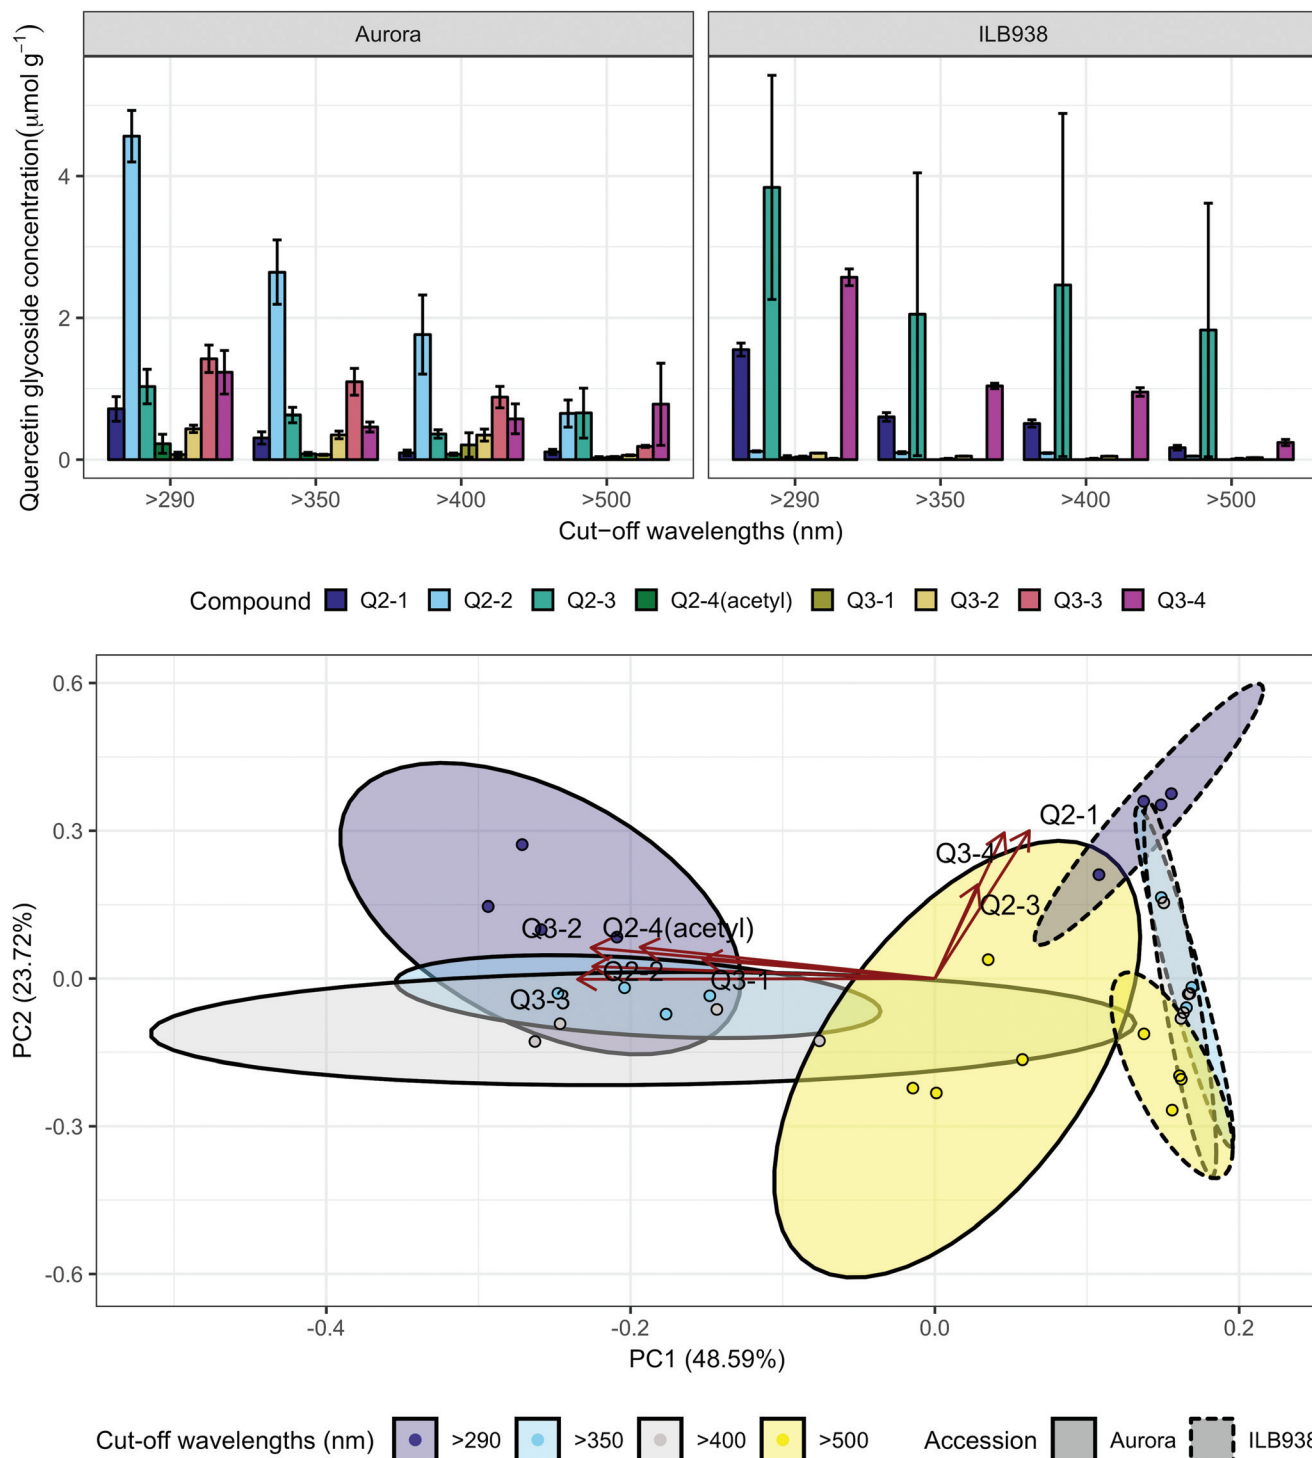 Aurora ILB938
Quercetin glycoside concentration(μmol g⁻¹)
4
2
0
>290 >350 >400 >500 >290 >350 >400 >500
Cut−off wavelengths (nm)
Compound Q2-1 Q2-2 Q2-3 Q2-4(acetyl) Q3-1 Q3-2 Q3-3 Q3-4
PC2 (23.72%)
0.6
0.3
0.0
-0.3
-0.6
Q2-1
Q3-4
Q2-3
Q3-2 Q2-4(acetyl)
Q2-2 Q3-1
Q3-3
-0.4 -0.2 0.0 0.2
PC1 (48.59%)
Cut-off wavelengths (nm) >290 >350 >400 >500 Accession Aurora ILB938